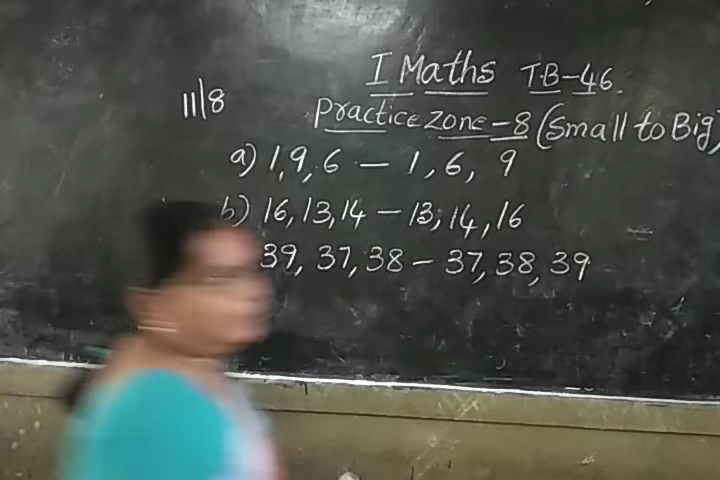 I Maths TB-46.
11/8
Practice Zone-8 (Small to Big)
a) 1, 9, 6 - 1, 6, 9
b) 16, 13, 14 - 13, 14, 16
39, 37, 38 - 37, 38, 39